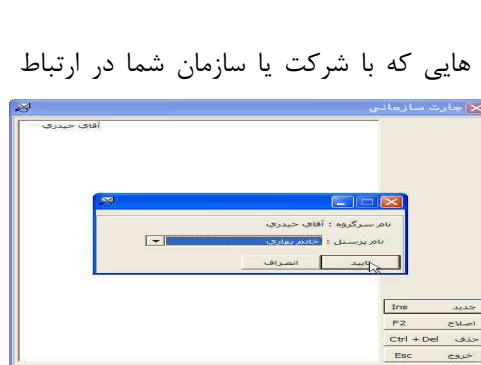 هایی که با شرکت یا سازمان شما در ارتباط
چارت سازمانی
آقای حیدری
نام سرگروه : آقای حیدری
نام پرسنل : خانم بهاری
تایید انصراف
جدید Ins
اصلاح F2
حذف Ctrl + Del
خروج Esc